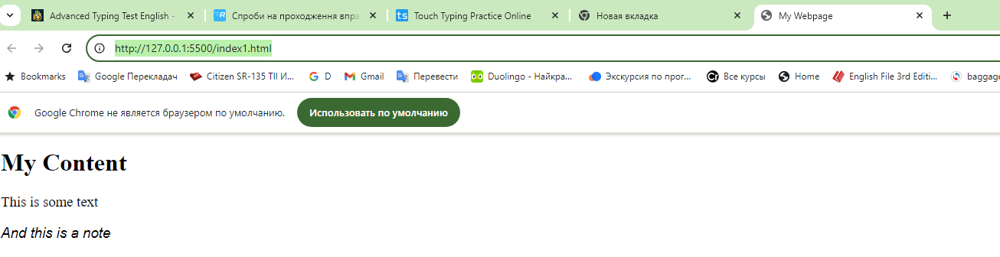 Advanced Typing Test English - Спроби на проходження впра Touch Typing Practice Online Новая вкладка My Webpage
http://127.0.0.1:5500/index1.html
Bookmarks Google Перекладач Citizen SR-135 TII И... D Gmail Перевести Duolingo - Найкра... Экскурсия по прог... Все курсы Home English File 3rd Editi... baggage
Google Chrome не является браузером по умолчанию. Использовать по умолчанию
My Content
This is some text
And this is a note